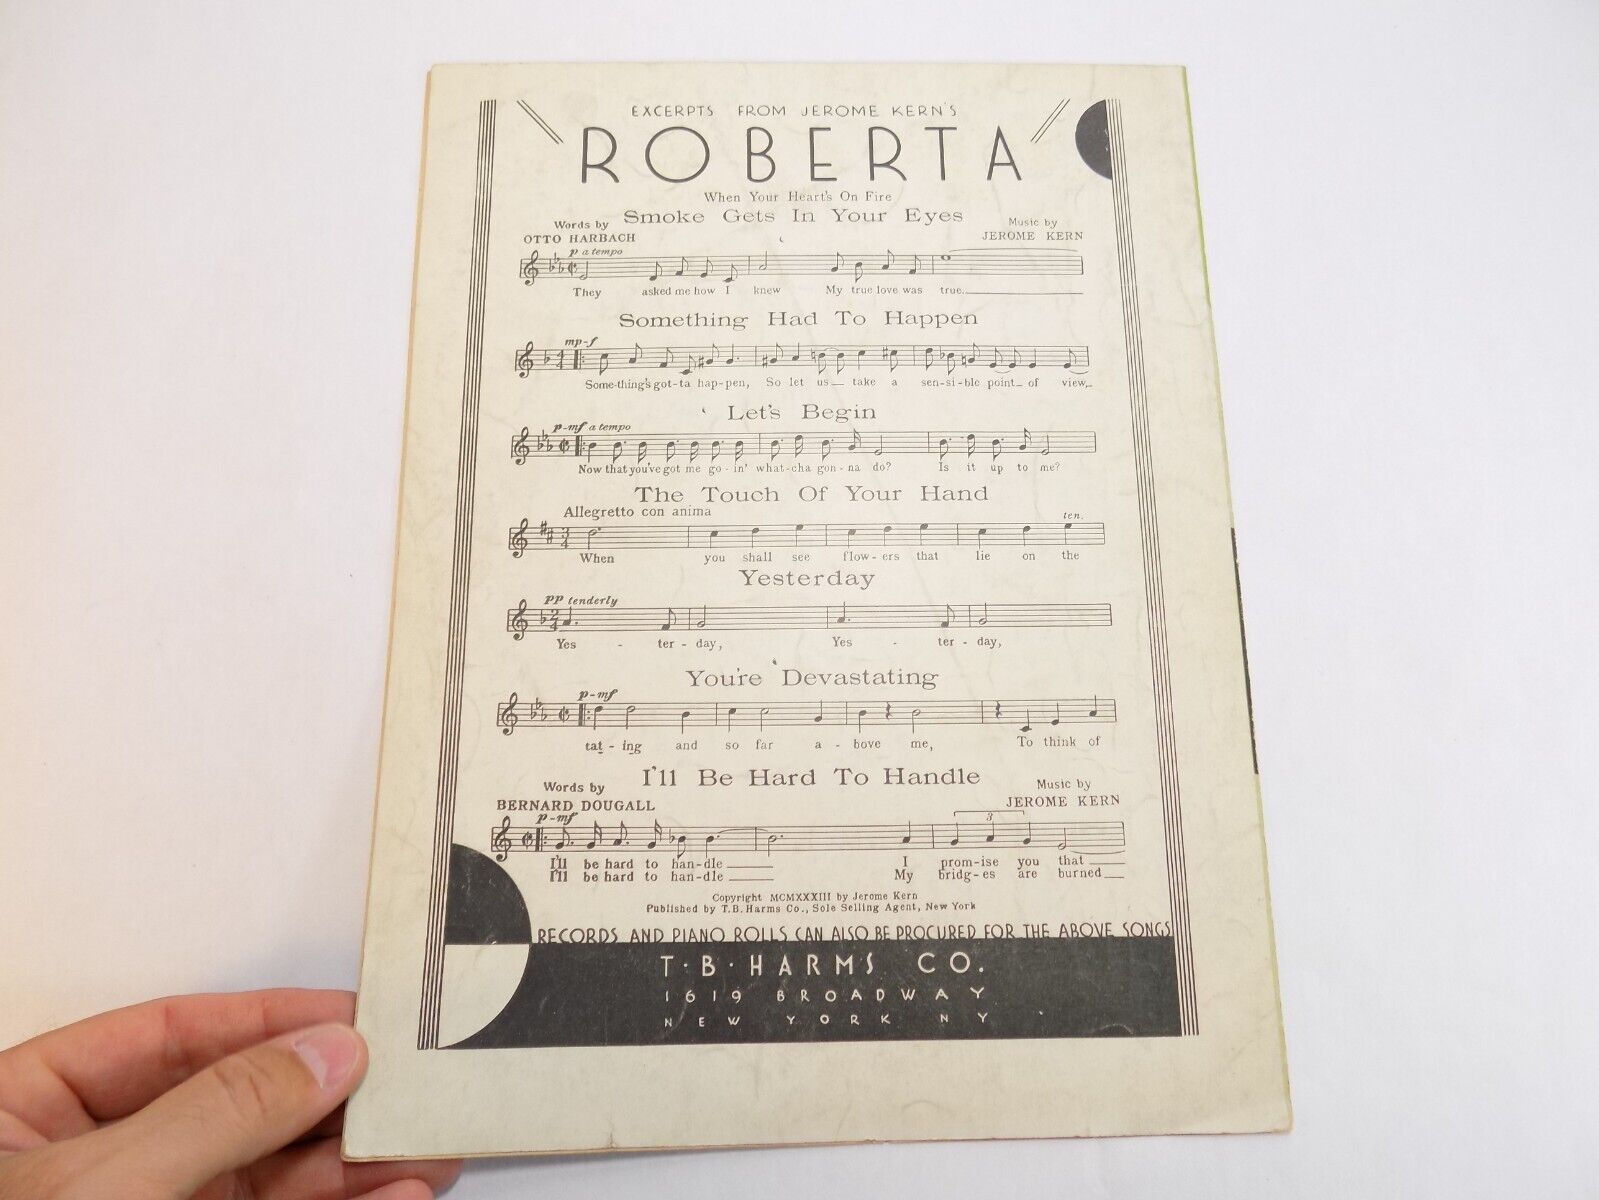 EXCERPTS FROM JEROME KERN'S
ROBERTA
When Your Heart's On Fire
Smoke Gets In Your Eyes
Words by
OTTO HARBACH
Music by
JEROME KERN
p a tempo
They asked me how I knew My true love was true.
Something Had To Happen
mp-f
Some-thing's got-ta hap-pen, So let us take a sen-si-ble point of view,
Let's Begin
p-mf a tempo
Now that you've got me go-in' what-cha gon-na do? Is it up to me?
The Touch Of Your Hand
Allegretto con anima
ten.
When you shall see flow-ers that lie on the
Yesterday
pp tenderly
Yes - ter-day, Yes - ter-day,
You're Devastating
p-mf
tat-ing and so far a-bove me, To think of
I'll Be Hard To Handle
Words by
BERNARD DOUGALL
Music by
JEROME KERN
p-mf
3
I'll be hard to han-dle I prom-ise you that
I'll be hard to han-dle My bridg-es are burned
Copyright MCMXXXIII by Jerome Kern
Published by T.B. Harms Co., Sole Selling Agent, New York
RECORDS AND PIANO ROLLS CAN ALSO BE PROCURED FOR THE ABOVE SONGS
T·B·HARMS CO.
1619 BROADWAY
NEW YORK NY